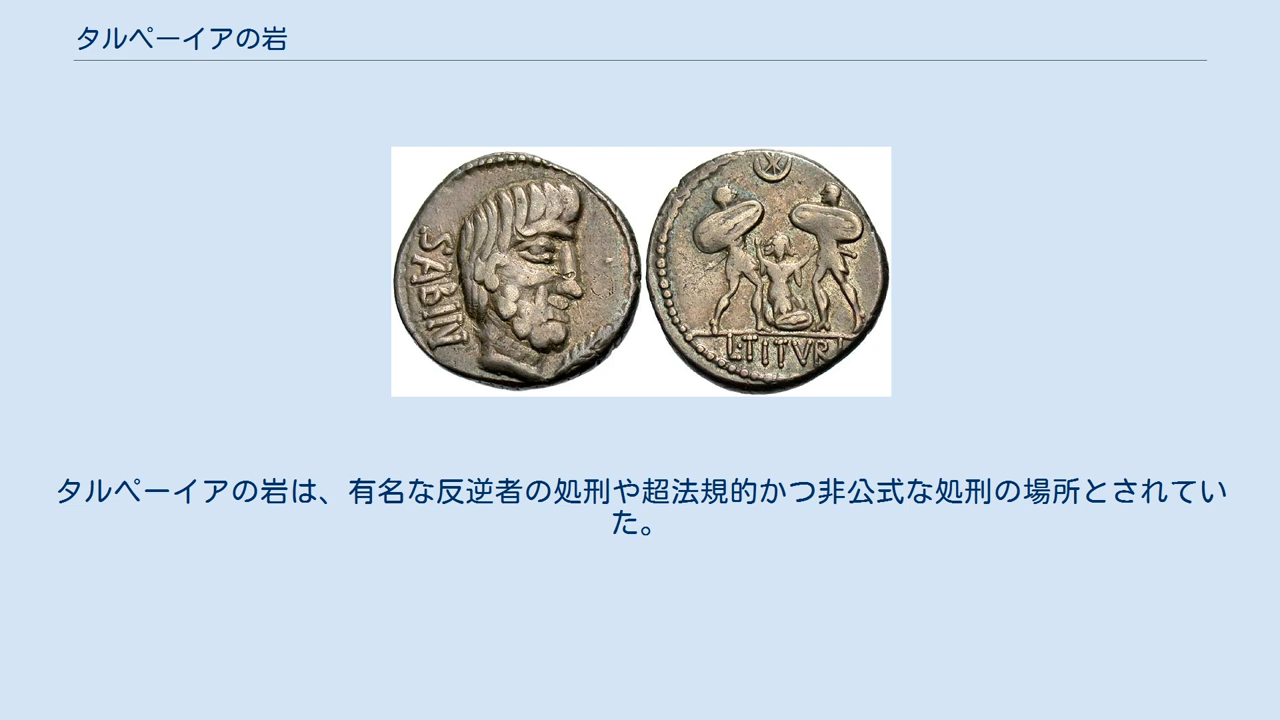 タルペーイアの岩
SABIN
L·TITVRI
タルペーイアの岩は、有名な反逆者の処刑や超法規的かつ非公式な処刑の場所とされてい
た。